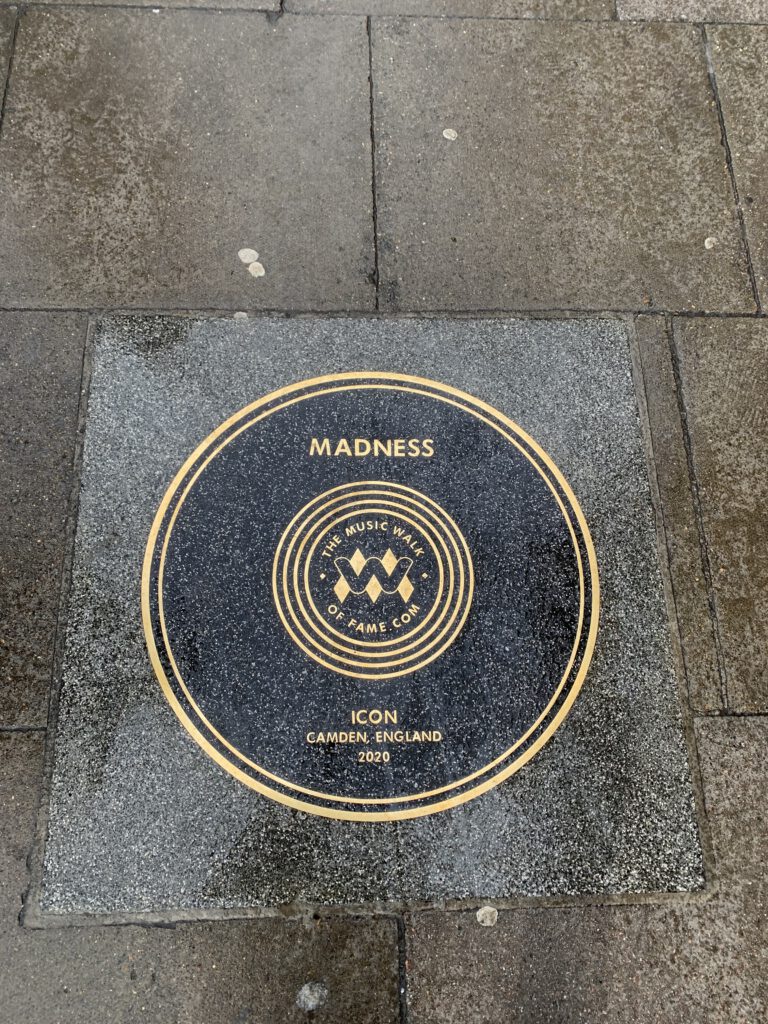 MADNESS
THE MUSIC WALK
W
OF FAME.COM
ICON
CAMDEN, ENGLAND
2020